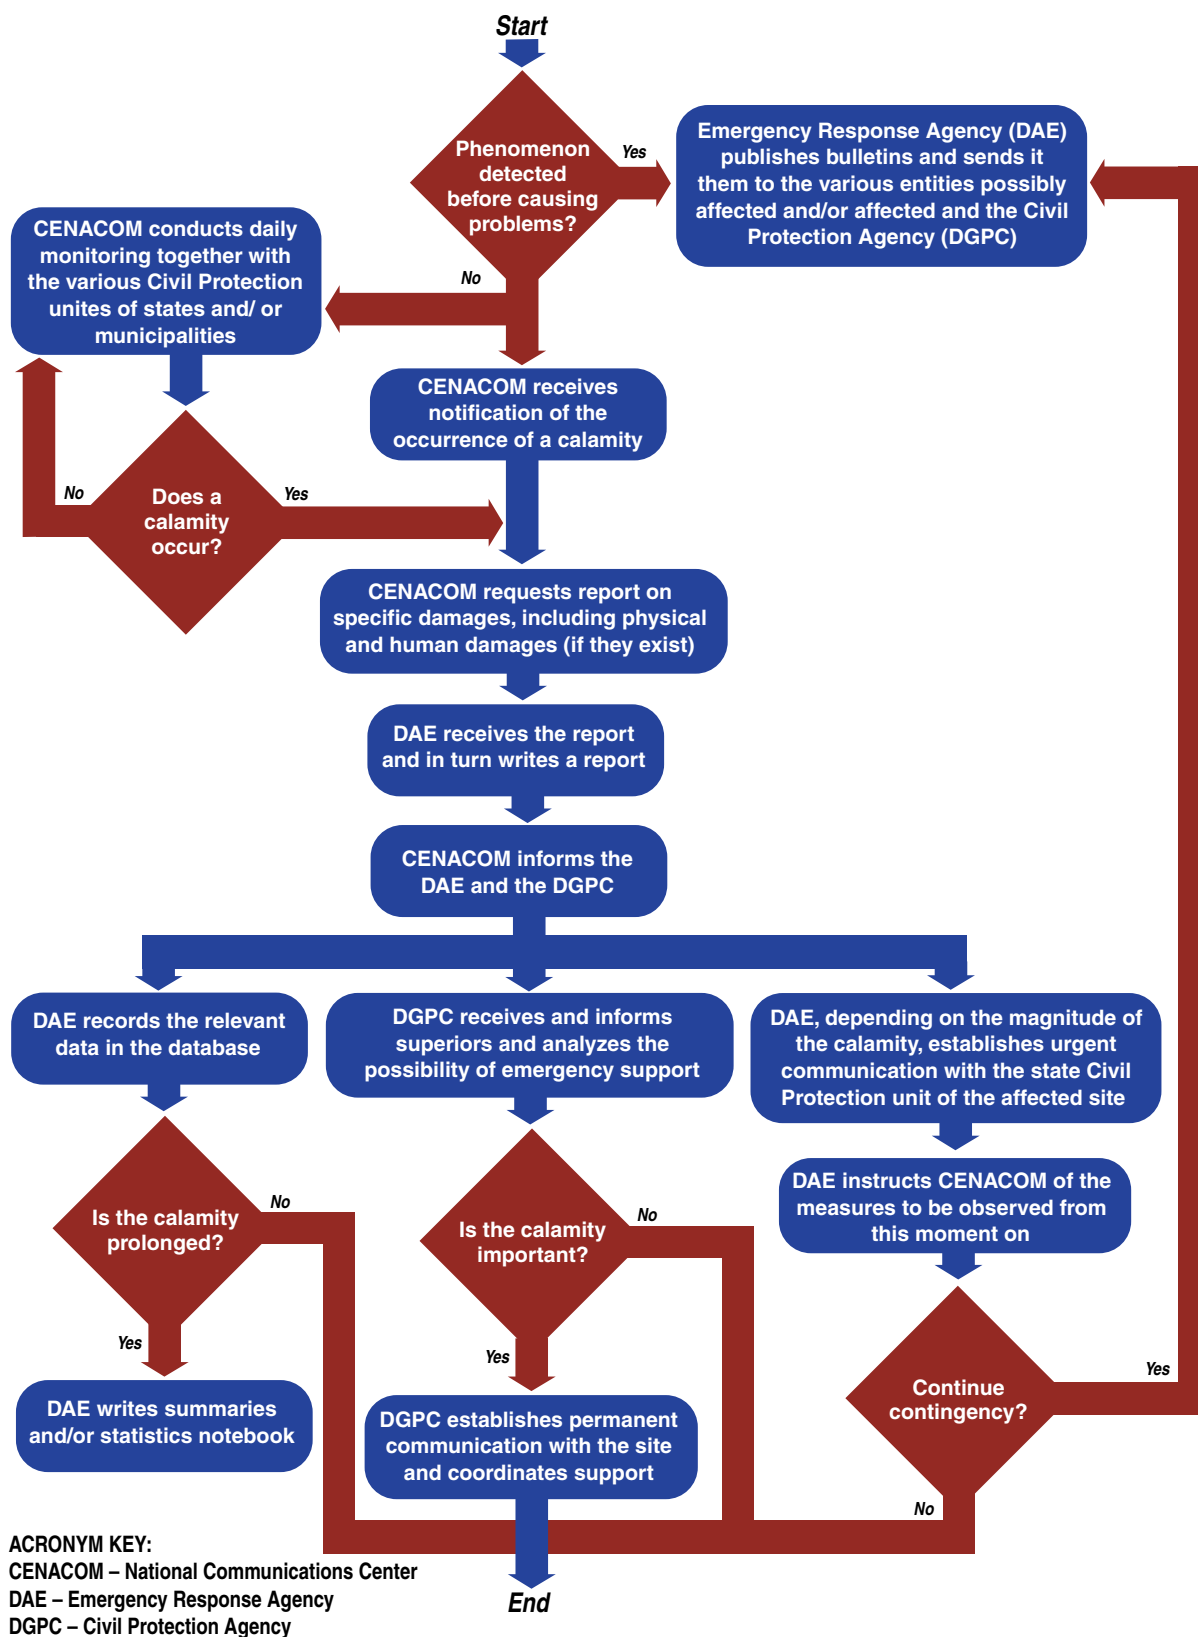 Start
Phenomenon
detected
before causing
problems?
Yes
Emergency Response Agency (DAE)
publishes bulletins and sends it
them to the various entities possibly
affected and/or affected and the Civil
Protection Agency (DGPC)
No
CENACOM conducts daily
monitoring together with
the various Civil Protection
unites of states and/ or
municipalities
CENACOM receives
notification of the
occurrence of a calamity
No
Does a
calamity
occur?
Yes
CENACOM requests report on
specific damages, including physical
and human damages (if they exist)
DAE receives the report
and in turn writes a report
CENACOM informs the
DAE and the DGPC
DAE records the relevant
data in the database
DGPC receives and informs
superiors and analyzes the
possibility of emergency support
DAE, depending on the magnitude of
the calamity, establishes urgent
communication with the state Civil
Protection unit of the affected site
Is the calamity
prolonged?
No
Is the calamity
important?
No
DAE instructs CENACOM of the
measures to be observed from
this moment on
Yes
Yes
Continue
contingency?
Yes
DAE writes summaries
and/or statistics notebook
DGPC establishes permanent
communication with the site
and coordinates support
No
End
ACRONYM KEY:
CENACOM – National Communications Center
DAE – Emergency Response Agency
DGPC – Civil Protection Agency